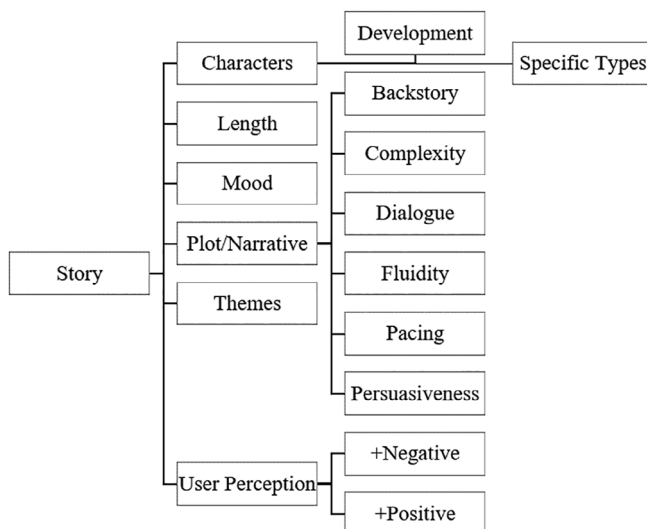 Development
Characters
Specific Types
Backstory
Length
Complexity
Mood
Dialogue
Plot/Narrative
Story
Fluidity
Themes
Pacing
Persuasiveness
+Negative
User Perception
+Positive